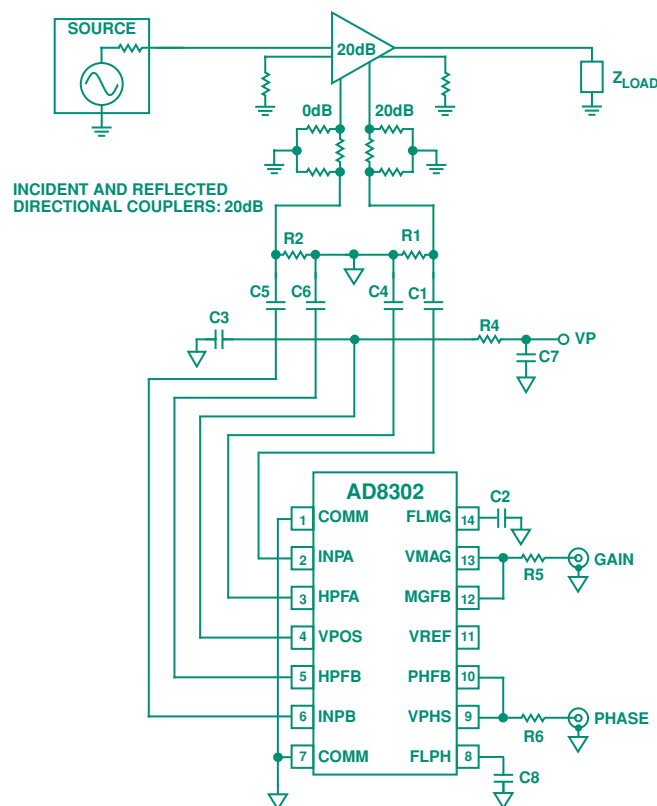 SOURCE
20dB
Z_LOAD
0dB
20dB
INCIDENT AND REFLECTED
DIRECTIONAL COUPLERS: 20dB
R2
R1
C5
C6
C4
C1
C3
R4
VP
C7
AD8302
1 COMM
FLMG 14
C2
2 INPA
VMAG 13
R5
GAIN
3 HPFA
MGFB 12
4 VPOS
VREF 11
5 HPFB
PHFB 10
6 INPB
VPHS 9
R6
PHASE
7 COMM
FLPH 8
C8